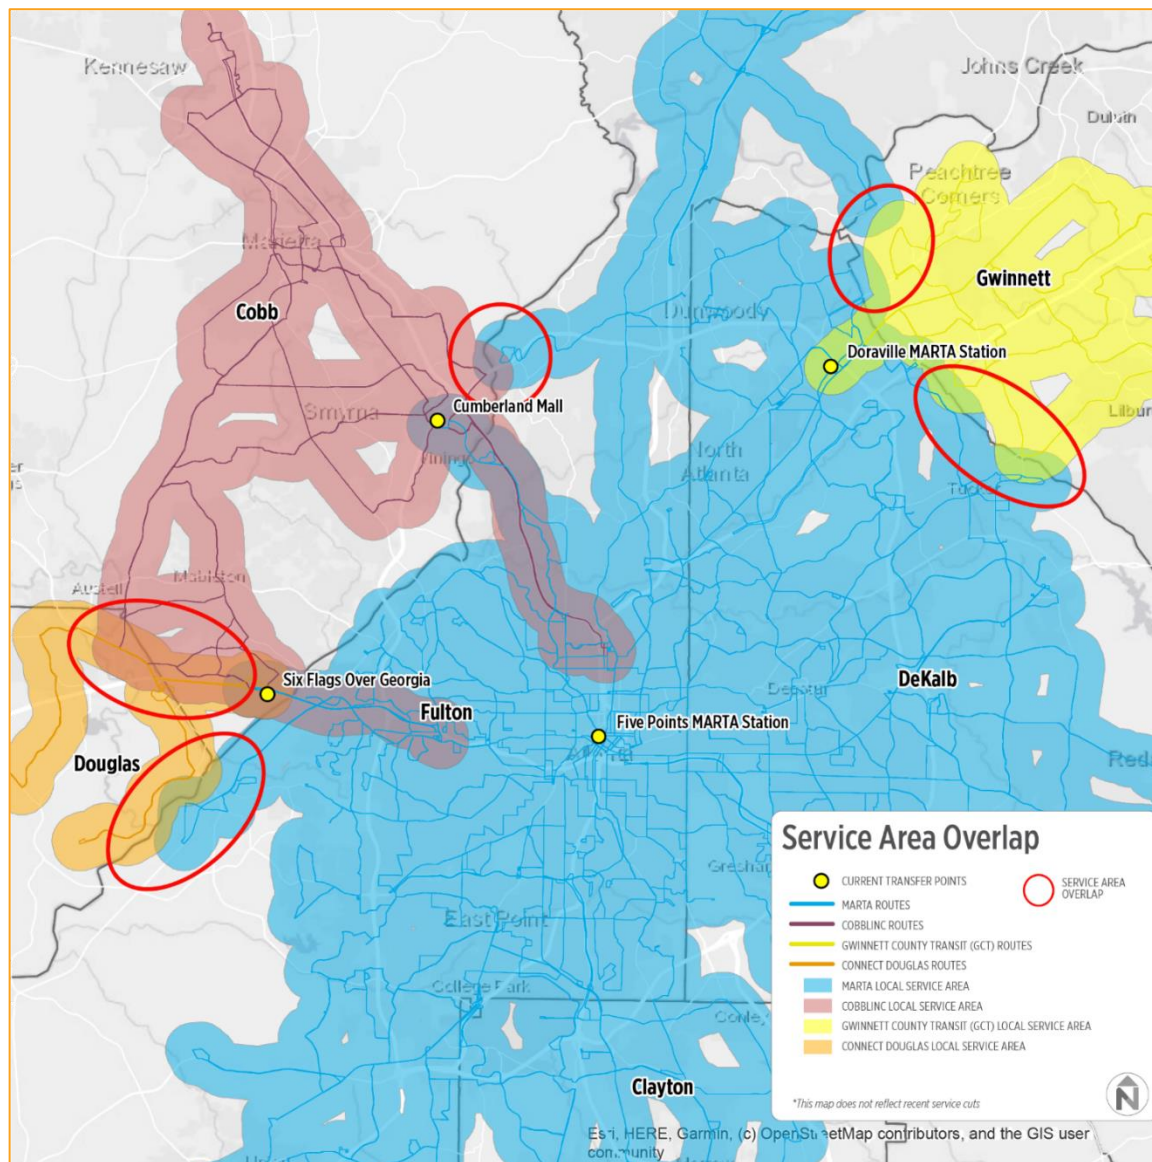 Kennesaw
Johns Creek
Duluth
Peachtree
Corners
Marietta
Gwinnett
Cobb
Dunwoody
Doraville MARTA Station
Cumberland Mall
Smyrna
Vinings
North
Atlanta
Tucker
Austell
Mableton
Six Flags Over Georgia
Fulton
Decatur
DeKalb
Five Points MARTA Station
Douglas
East Point
College Park
Clayton
Service Area Overlap
CURRENT TRANSFER POINTS
SERVICE AREA
OVERLAP
MARTA ROUTES
COBBLINC ROUTES
GWINNETT COUNTY TRANSIT (GCT) ROUTES
CONNECT DOUGLAS ROUTES
MARTA LOCAL SERVICE AREA
COBBLINC LOCAL SERVICE AREA
GWINNETT COUNTY TRANSIT (GCT) LOCAL SERVICE AREA
CONNECT DOUGLAS LOCAL SERVICE AREA
*This map does not reflect recent service cuts
N
Esri, HERE, Garmin, (c) OpenStreetMap contributors, and the GIS user
community